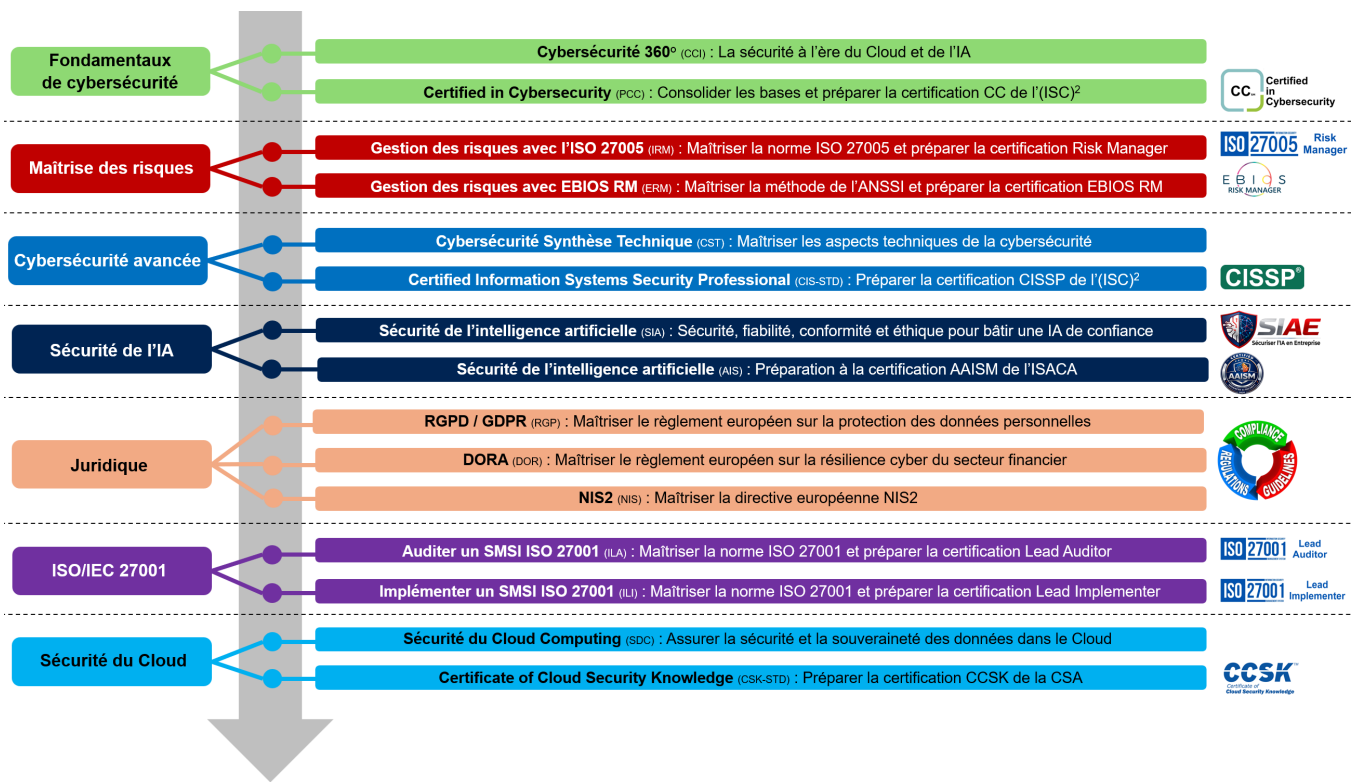 Fondamentaux
de cybersécurité
Cybersécurité 360° (CCI) : La sécurité à l'ère du Cloud et de l'IA
Certified in Cybersecurity (PCC) : Consolider les bases et préparer la certification CC de l'(ISC)²
CC℠
Certified
in
Cybersecurity
Maîtrise des risques
Gestion des risques avec l'ISO 27005 (IRM) : Maîtriser la norme ISO 27005 et préparer la certification Risk Manager
ISO 27005
Risk
Manager
Gestion des risques avec EBIOS RM (ERM) : Maîtriser la méthode de l'ANSSI et préparer la certification EBIOS RM
EBIOS
RISK MANAGER
Cybersécurité avancée
Cybersécurité Synthèse Technique (CST) : Maîtriser les aspects techniques de la cybersécurité
Certified Information Systems Security Professional (CIS-STD) : Préparer la certification CISSP de l'(ISC)²
CISSP®
Sécurité de l'IA
Sécurité de l'intelligence artificielle (SIA) : Sécurité, fiabilité, conformité et éthique pour bâtir une IA de confiance
SIAE
Sécuriser l'IA en Entreprise
Sécurité de l'intelligence artificielle (AIS) : Préparation à la certification AAISM de l'ISACA
AAISM
Juridique
RGPD / GDPR (RGP) : Maîtriser le règlement européen sur la protection des données personnelles
DORA (DOR) : Maîtriser le règlement européen sur la résilience cyber du secteur financier
NIS2 (NIS) : Maîtriser la directive européenne NIS2
COMPLIANCE
REGULATIONS
GUIDELINES
ISO/IEC 27001
Auditer un SMSI ISO 27001 (ILA) : Maîtriser la norme ISO 27001 et préparer la certification Lead Auditor
ISO 27001
Lead
Auditor
Implémenter un SMSI ISO 27001 (ILI) : Maîtriser la norme ISO 27001 et préparer la certification Lead Implementer
ISO 27001
Lead
Implementer
Sécurité du Cloud
Sécurité du Cloud Computing (SDC) : Assurer la sécurité et la souveraineté des données dans le Cloud
Certificate of Cloud Security Knowledge (CSK-STD) : Préparer la certification CCSK de la CSA
CCSK™
Certificate of
Cloud Security Knowledge